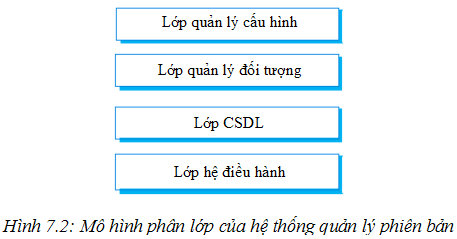 Lớp quản lý cấu hình
Lớp quản lý đối tượng
Lớp CSDL
Lớp hệ điều hành
Hình 7.2: Mô hình phân lớp của hệ thống quản lý phiên bản